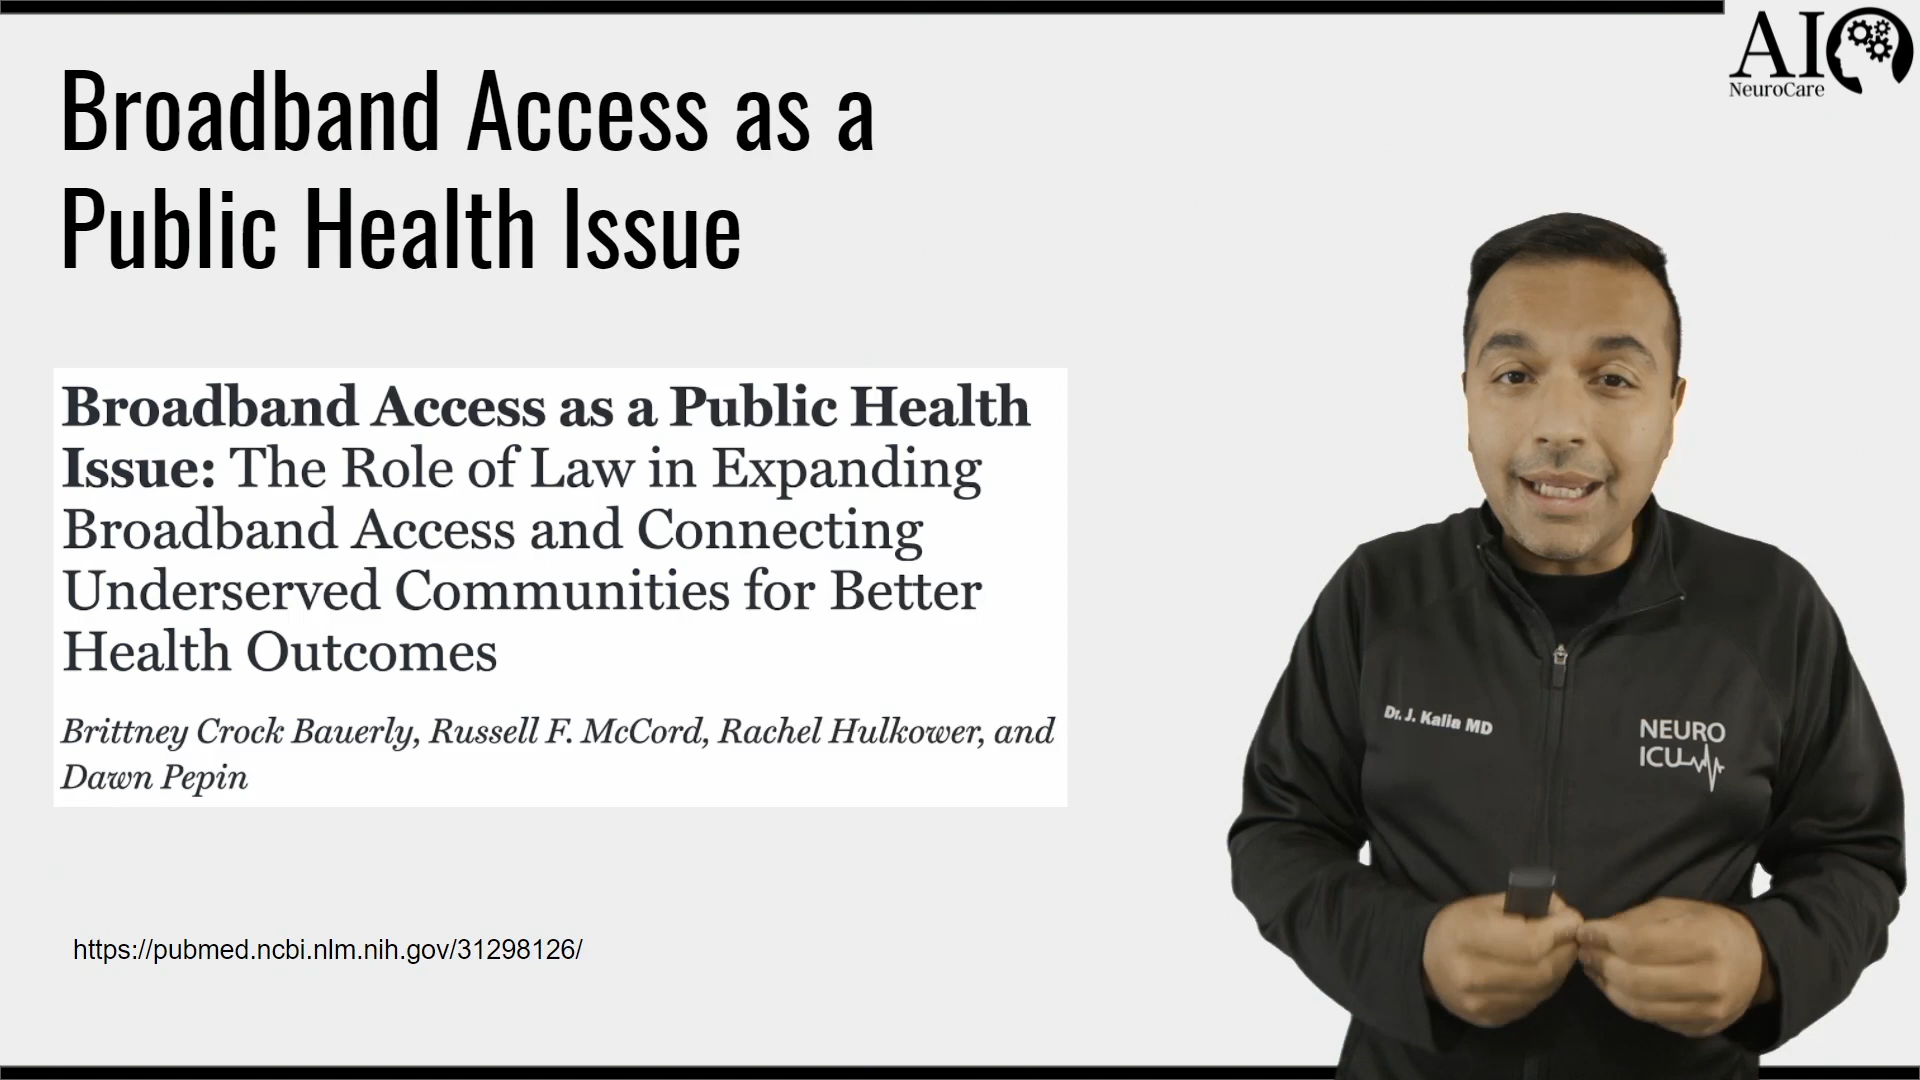 AI
NeuroCare
Broadband Access as a
Public Health Issue
Broadband Access as a Public Health
Issue: The Role of Law in Expanding
Broadband Access and Connecting
Underserved Communities for Better
Health Outcomes
Brittney Crock Bauerly, Russell F. McCord, Rachel Hulkower, and
Dawn Pepin
https://pubmed.ncbi.nlm.nih.gov/31298126/
Dr. J. Kalia MD
NEURO
ICU